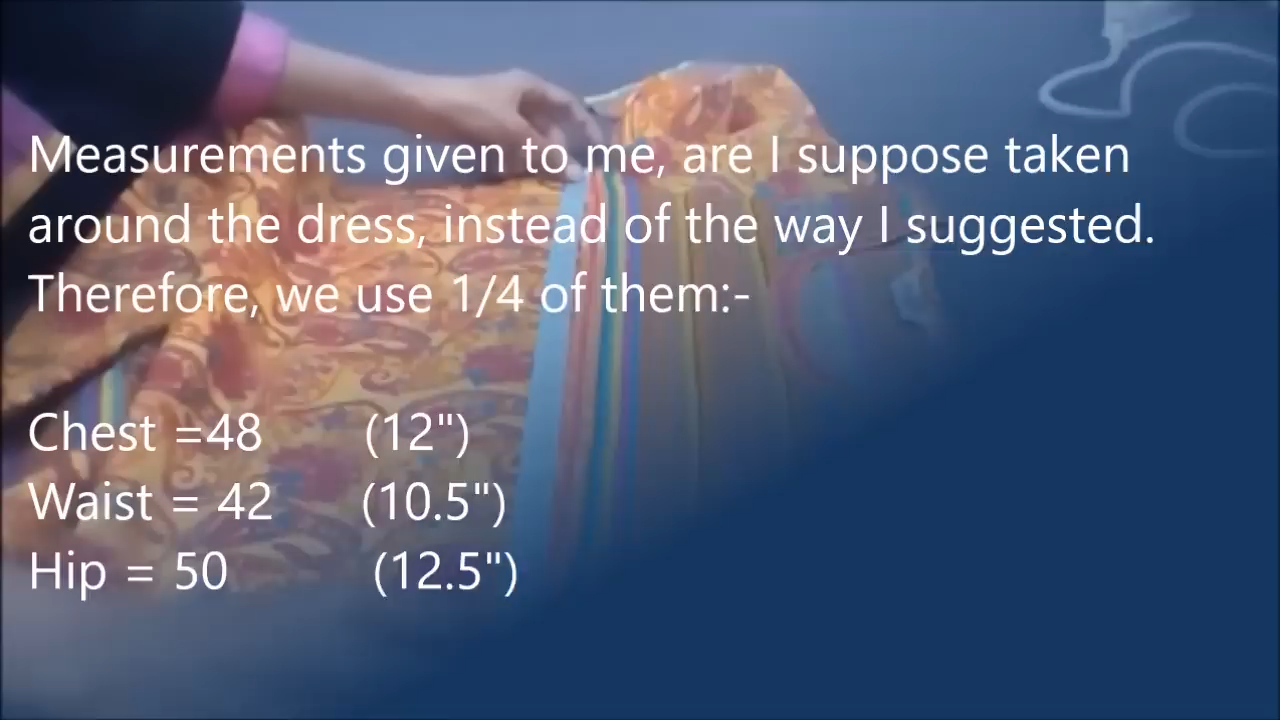 Measurements given to me, are I suppose taken
around the dress, instead of the way I suggested.
Therefore, we use 1/4 of them:-
Chest =48 (12")
Waist = 42 (10.5")
Hip = 50 (12.5")